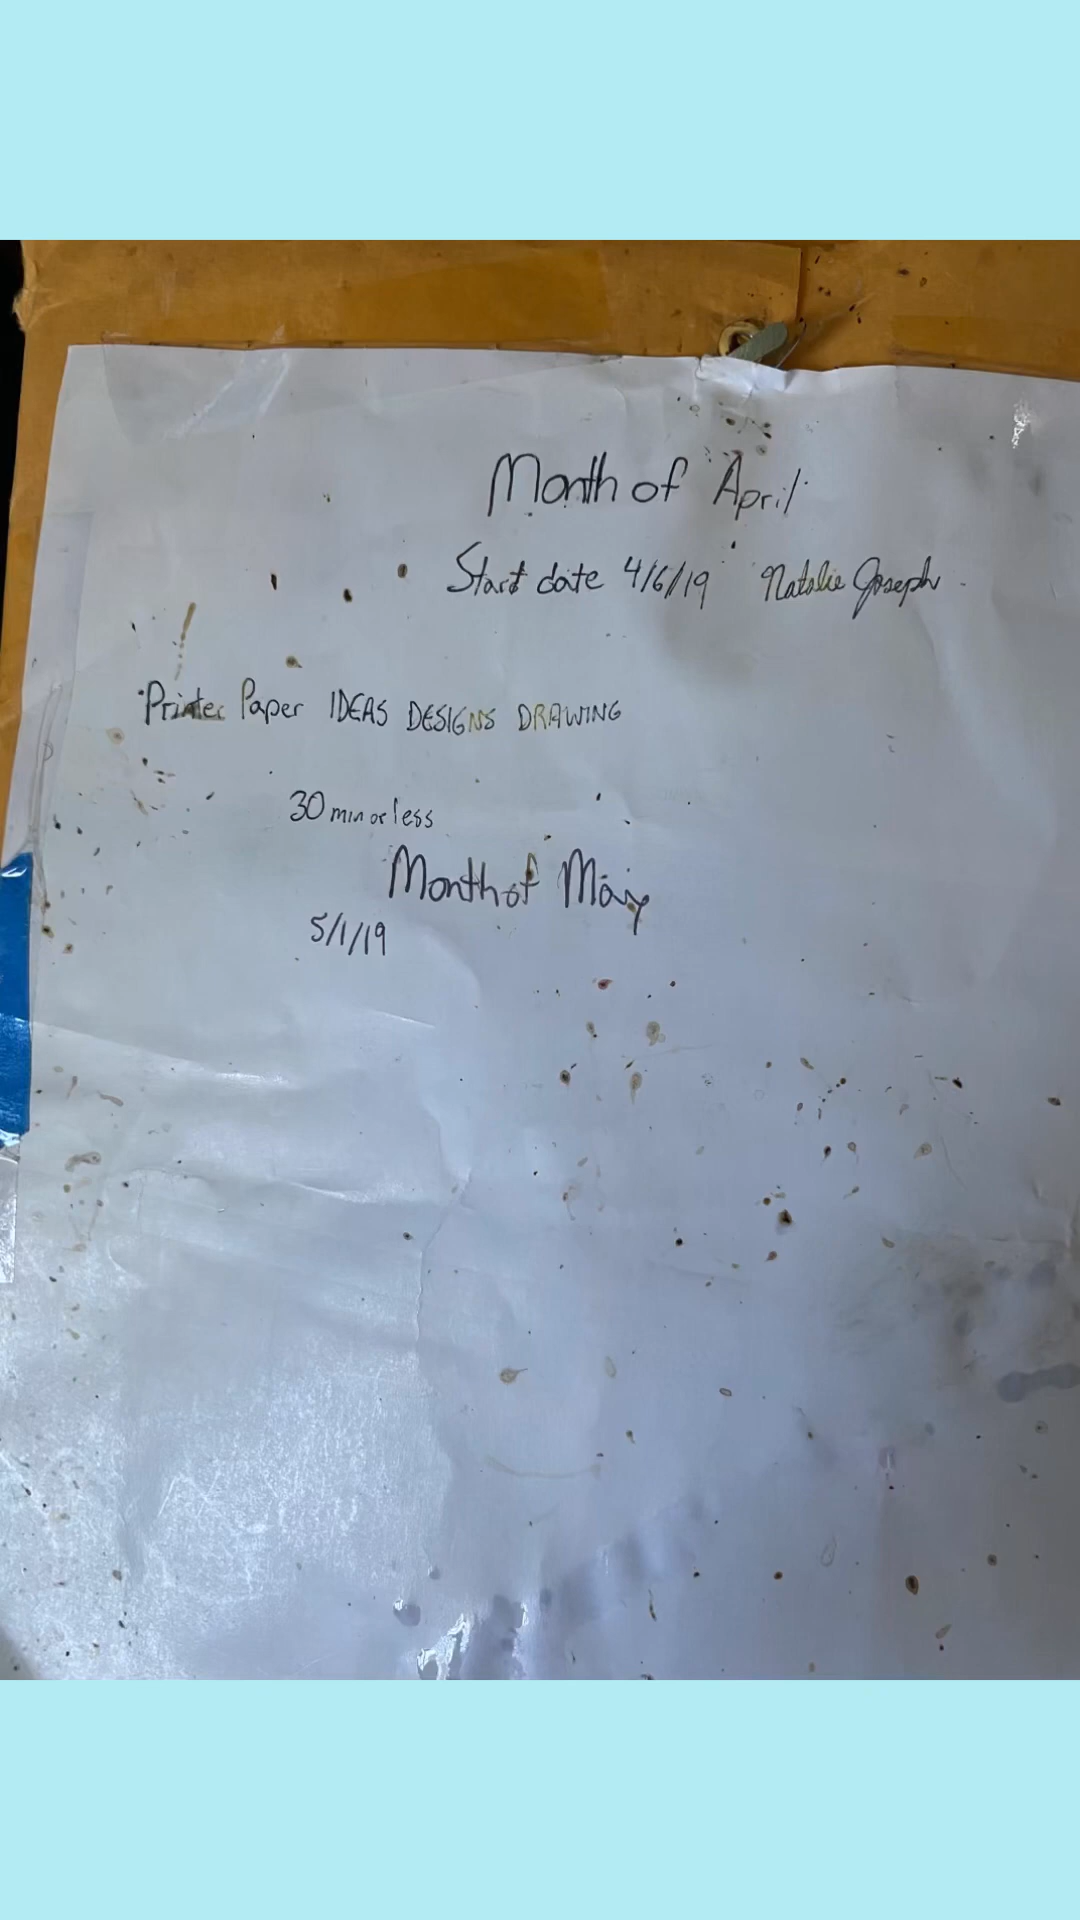 Month of April
Start date 4/6/19 Natalie Joseph
Printer Paper IDEAS DESIGNS DRAWING
30 min or less
Month of May
5/1/19